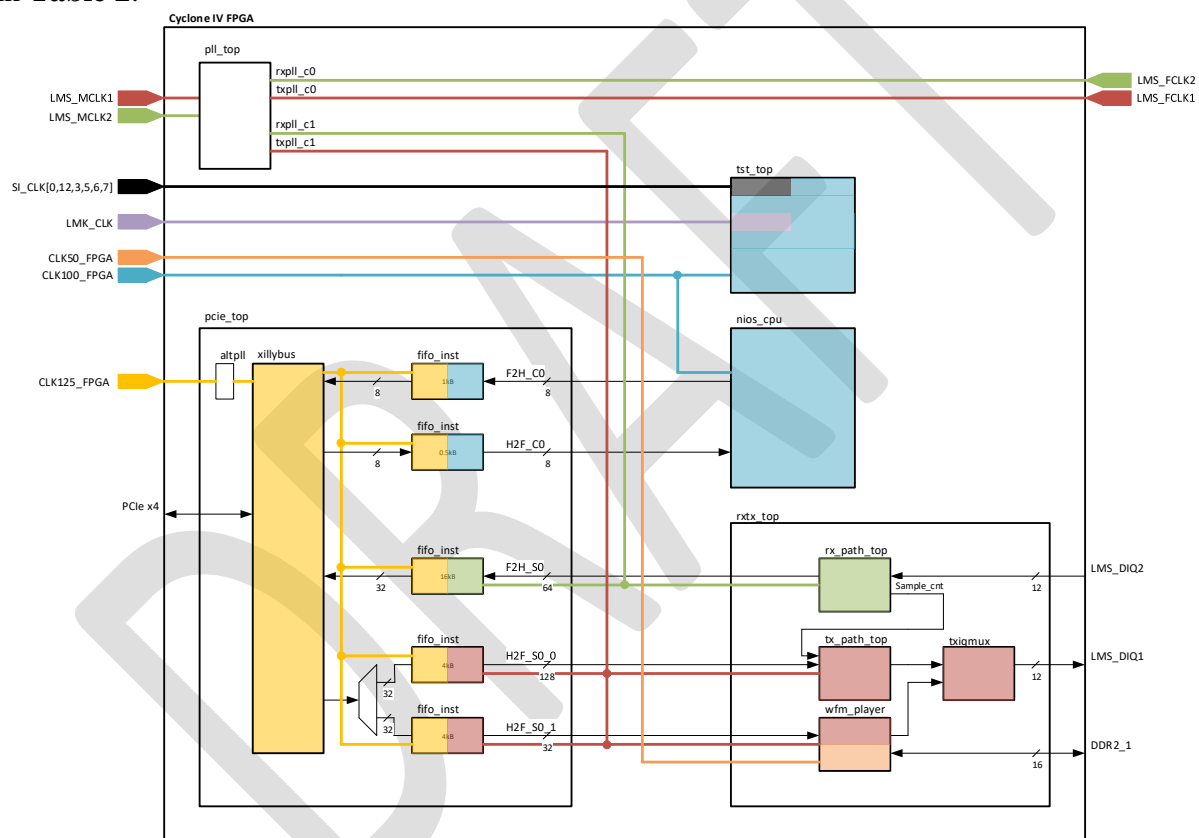 Cyclone IV FPGA
pll_top
rxpll_c0
txpll_c0
rxpll_c1
txpll_c1
LMS_MCLK1
LMS_MCLK2
LMS_FCLK2
LMS_FCLK1
SI_CLK[0,12,3,5,6,7]
LMK_CLK
CLK50_FPGA
CLK100_FPGA
tst_top
pcie_top
nios_cpu
altpll
xillybus
CLK125_FPGA
fifo_inst
1kB
8
F2H_C0
8
fifo_inst
0.5kB
8
H2F_C0
8
PCIe x4
rxtx_top
fifo_inst
16kB
32
F2H_S0
64
rx_path_top
Sample_cnt
12
LMS_DIQ2
fifo_inst
4kB
32
H2F_S0_0
128
tx_path_top
txiqmux
12
LMS_DIQ1
fifo_inst
4kB
32
H2F_S0_1
32
wfm_player
16
DDR2_1
DRAFT